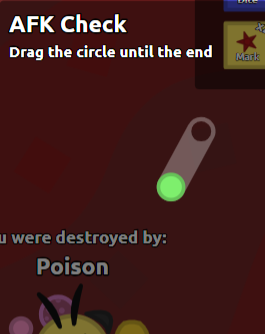 AFK Check
Drag the circle until the end
Dice
Mark
u were destroyed by:
Poison